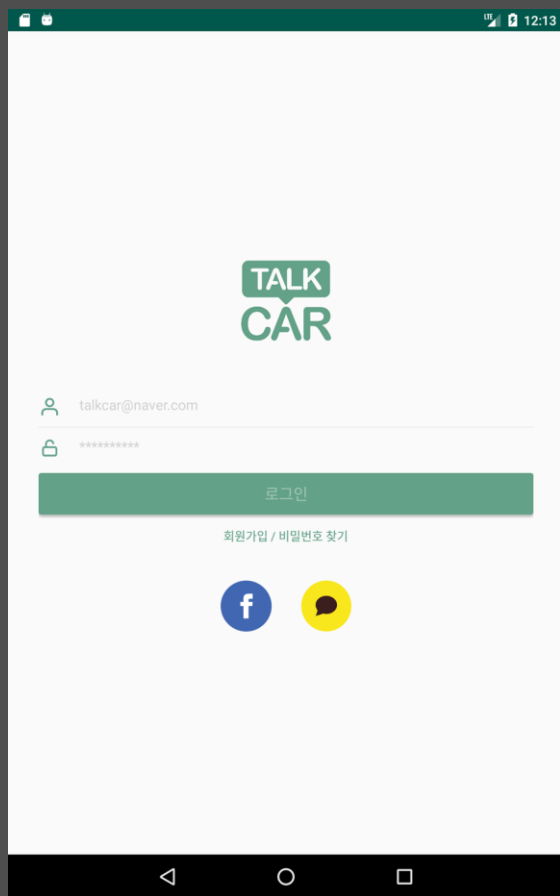 LTE 12:13
TALK
CAR
talkcar@naver.com
**********
로그인
회원가입 / 비밀번호 찾기
f